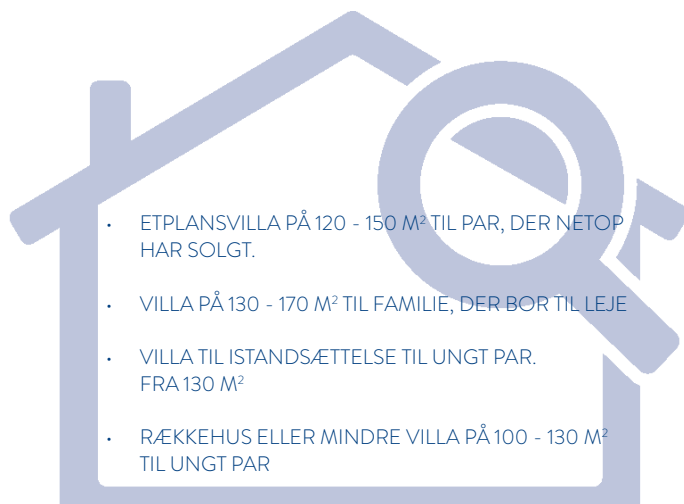 • ETPLANSVILLA PÅ 120 - 150 M² TIL PAR, DER NETOP
HAR SOLGT.
• VILLA PÅ 130 - 170 M² TIL FAMILIE, DER BOR TIL LEJE
• VILLA TIL ISTANDSÆTTELSE TIL UNGT PAR.
FRA 130 M²
• RÆKKEHUS ELLER MINDRE VILLA PÅ 100 - 130 M²
TIL UNGT PAR